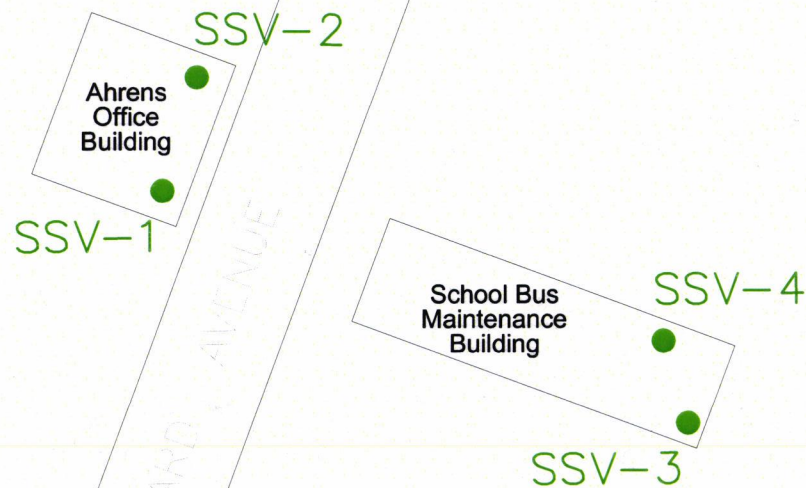 SSV-2
Ahrens
Office
Building
SSV-1
AVENUE
School Bus
Maintenance
Building
SSV-4
SSV-3